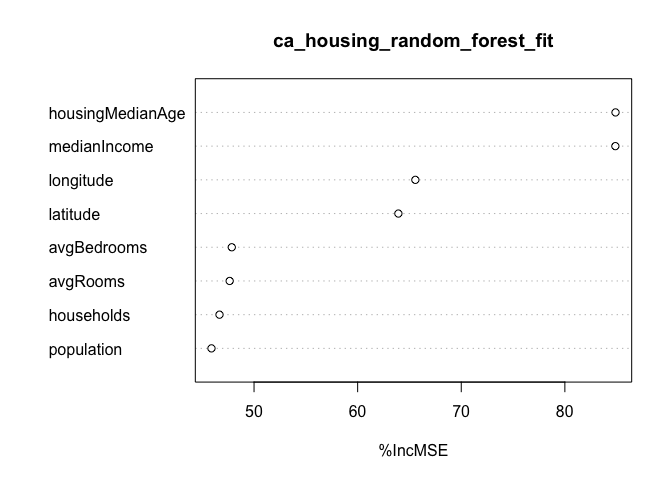 ca_housing_random_forest_fit
housingMedianAge
medianIncome
longitude
latitude
avgBedrooms
avgRooms
households
population
50 60 70 80
%IncMSE